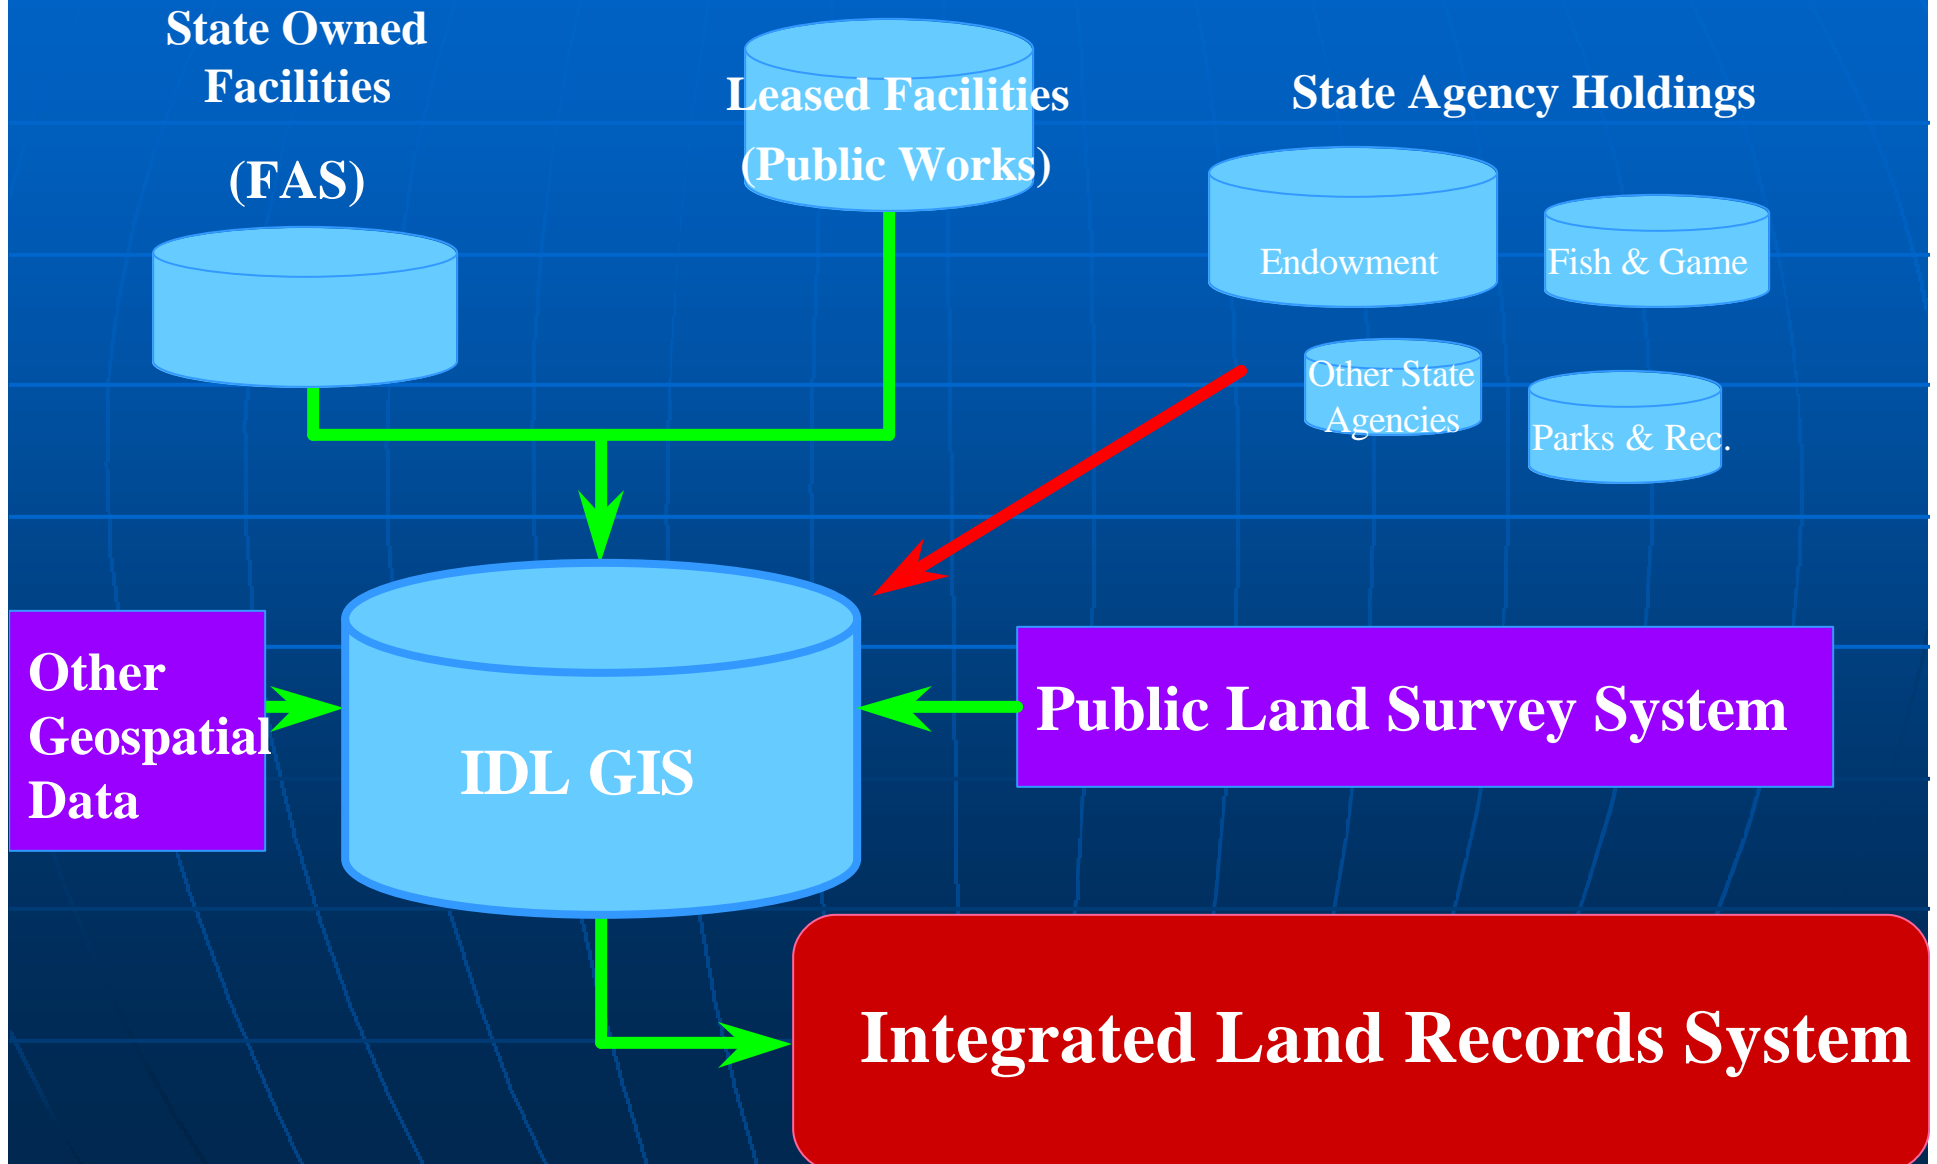 State Owned
Facilities
(FAS)
Leased Facilities
(Public Works)
State Agency Holdings
Endowment
Fish & Game
Other State
Agencies
Parks & Rec.
Other
Geospatial
Data
IDL GIS
Public Land Survey System
Integrated Land Records System